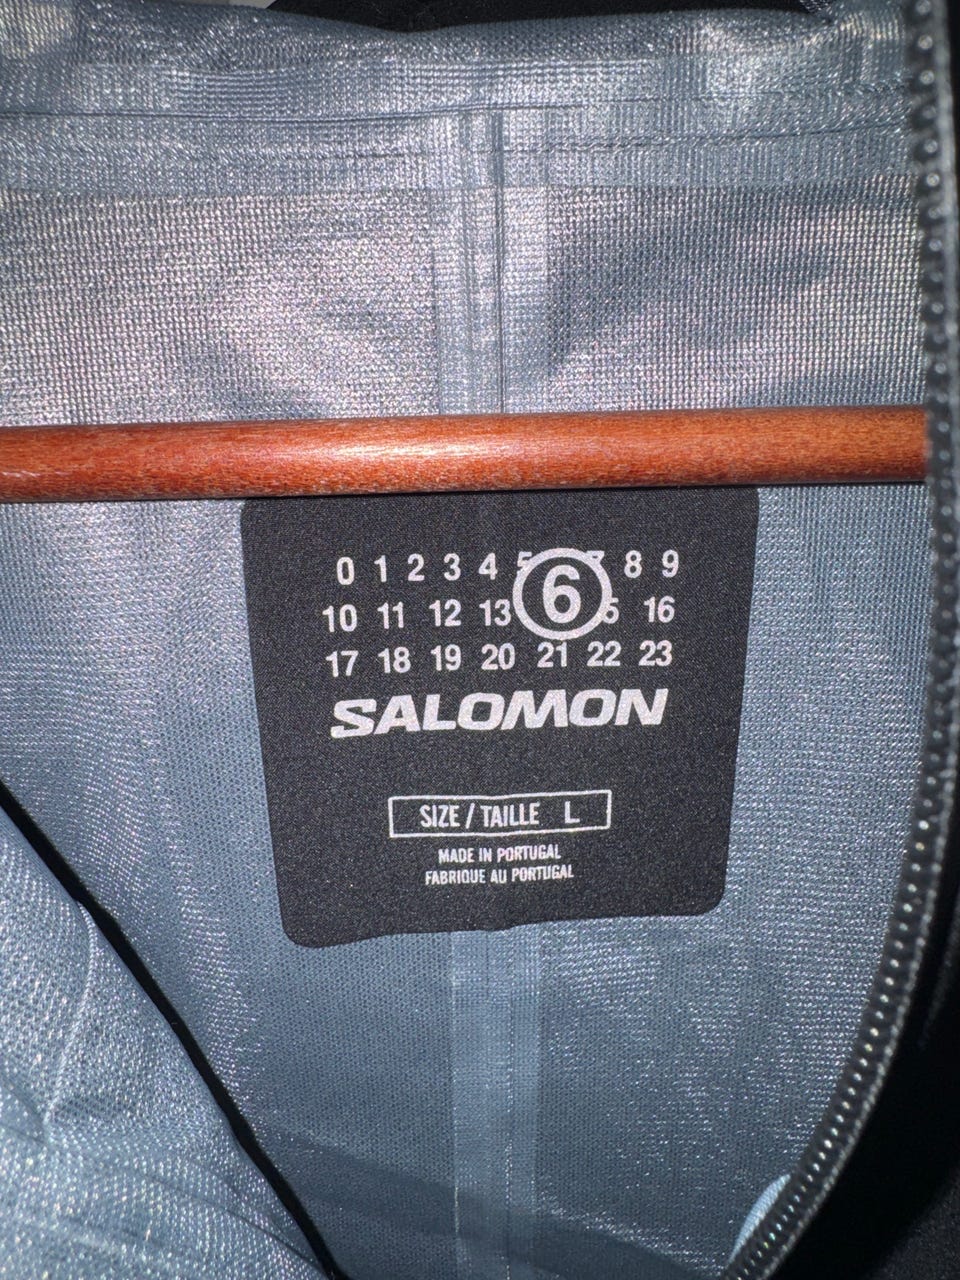 0 1 2 3 4 5 6 7 8 9
10 11 12 13 5 16
17 18 19 20 21 22 23
SALOMON
SIZE / TAILLE L
MADE IN PORTUGAL
FABRIQUE AU PORTUGAL